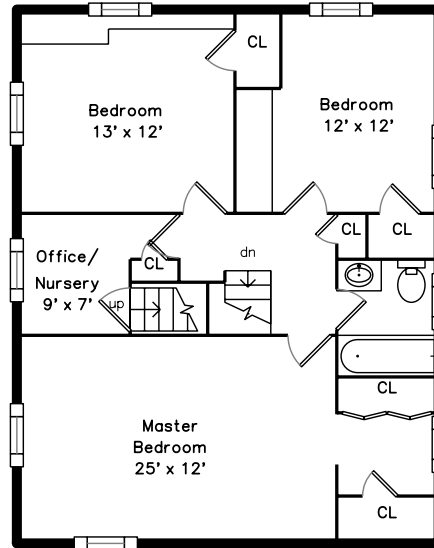 CL
Bedroom
13' x 12'
Bedroom
12' x 12'
CL
CL
dn
Office/
Nursery
9' x 7'
CL
up
CL
Master
Bedroom
25' x 12'
CL